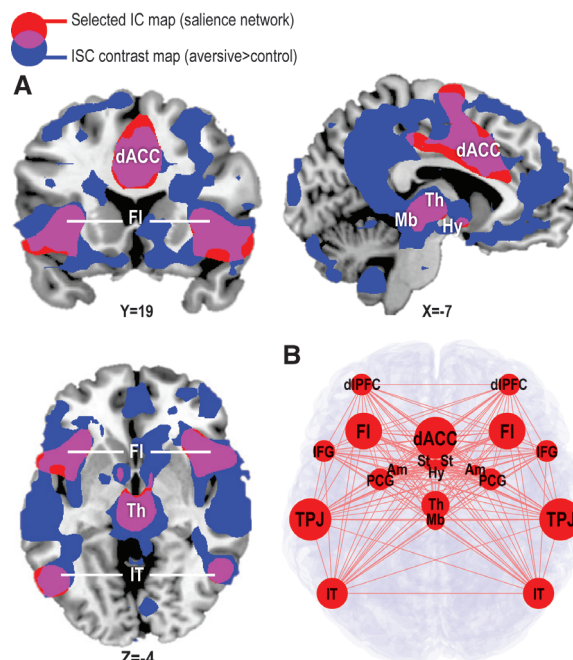 Selected IC map (salience network)
ISC contrast map (aversive>control)
A
dACC
FI
Y=19
dACC
Th
Mb
Hy
X=-7
FI
Th
IT
Z=-4
B
dlPFC dlPFC
FI dACC FI
IFG St St IFG
Am Hy Am
PCG PCG
Th
TPJ Mb TPJ
IT IT